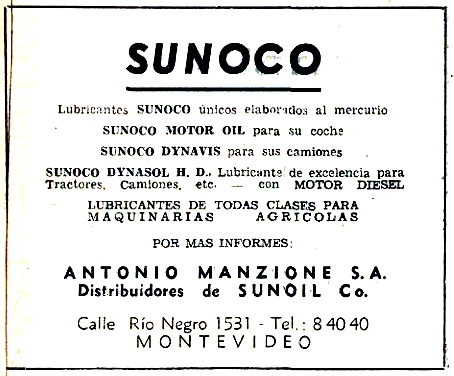 SUNOCO
Lubricantes SUNOCO únicos elaborados al mercurio
SUNOCO MOTOR OIL para su coche
SUNOCO DYNAVIS para sus camiones
SUNOCO DYNASOL H. D., Lubricante de excelencia para
Tractores, Camiones, etc. — con MOTOR DIESEL
LUBRICANTES DE TODAS CLASES PARA
MAQUINARIAS AGRICOLAS
POR MAS INFORMES:
ANTONIO MANZIONE S.A.
Distribuidores de SUNOIL Co.
Calle Río Negro 1531 - Tel.: 8 40 40
MONTEVIDEO